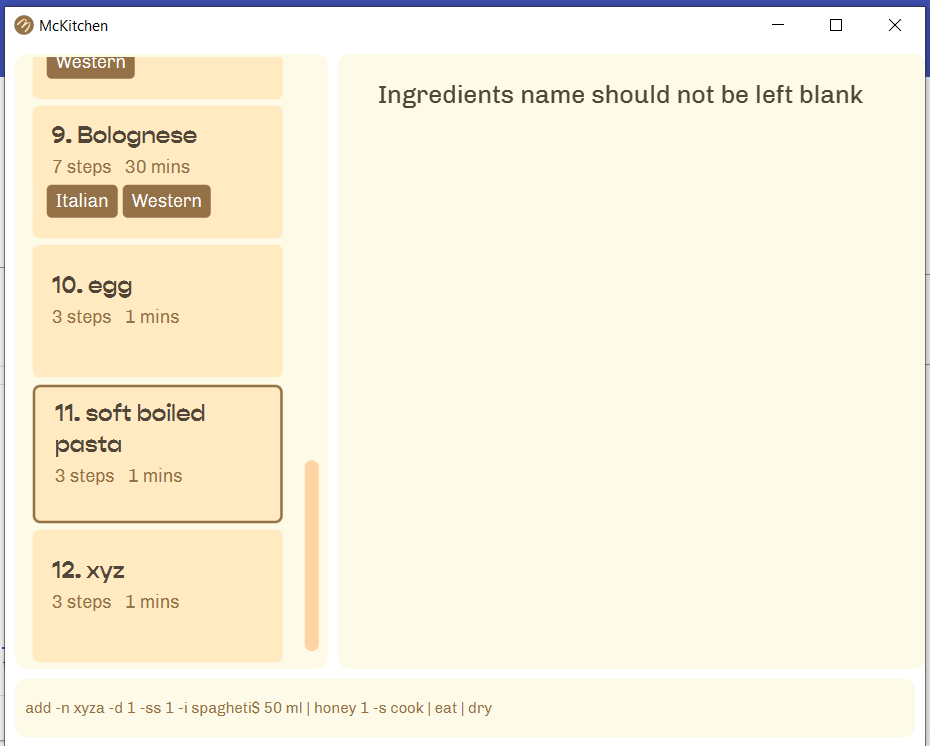 McKitchen
Western
9. Bolognese
7 steps 30 mins
Italian Western
10. egg
3 steps 1 mins
11. soft boiled
pasta
3 steps 1 mins
12. xyz
3 steps 1 mins
Ingredients name should not be left blank
add -n xyza -d 1 -ss 1 -i spagheti$ 50 ml | honey 1 -s cook | eat | dry